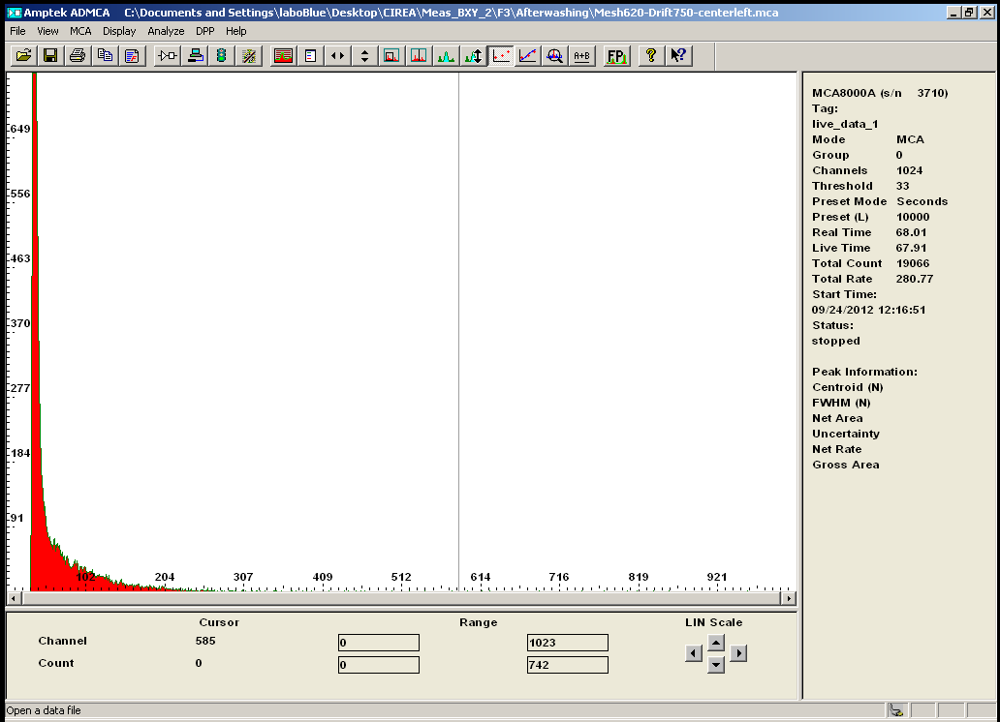 Amptek ADMCA C:\Documents and Settings\laboBlue\Desktop\CIREA\Meas_BXY_2\F3\Afterwashing\Mesh620-Drift750-centerleft.mca
File View MCA Display Analyze DPP Help
A+B FP ? ?
649
556
463
370
277
184
91
102 204 307 409 512 614 716 819 921
MCA8000A (s/n 3710)
Tag:
live_data_1
Mode MCA
Group 0
Channels 1024
Threshold 33
Preset Mode Seconds
Preset (L) 10000
Real Time 68.01
Live Time 67.91
Total Count 19066
Total Rate 280.77
Start Time:
09/24/2012 12:16:51
Status:
stopped
Peak Information:
Centroid (N)
FWHM (N)
Net Area
Uncertainty
Net Rate
Gross Area
Cursor Range LIN Scale
Channel 585 0 1023
Count 0 0 742
Open a data file